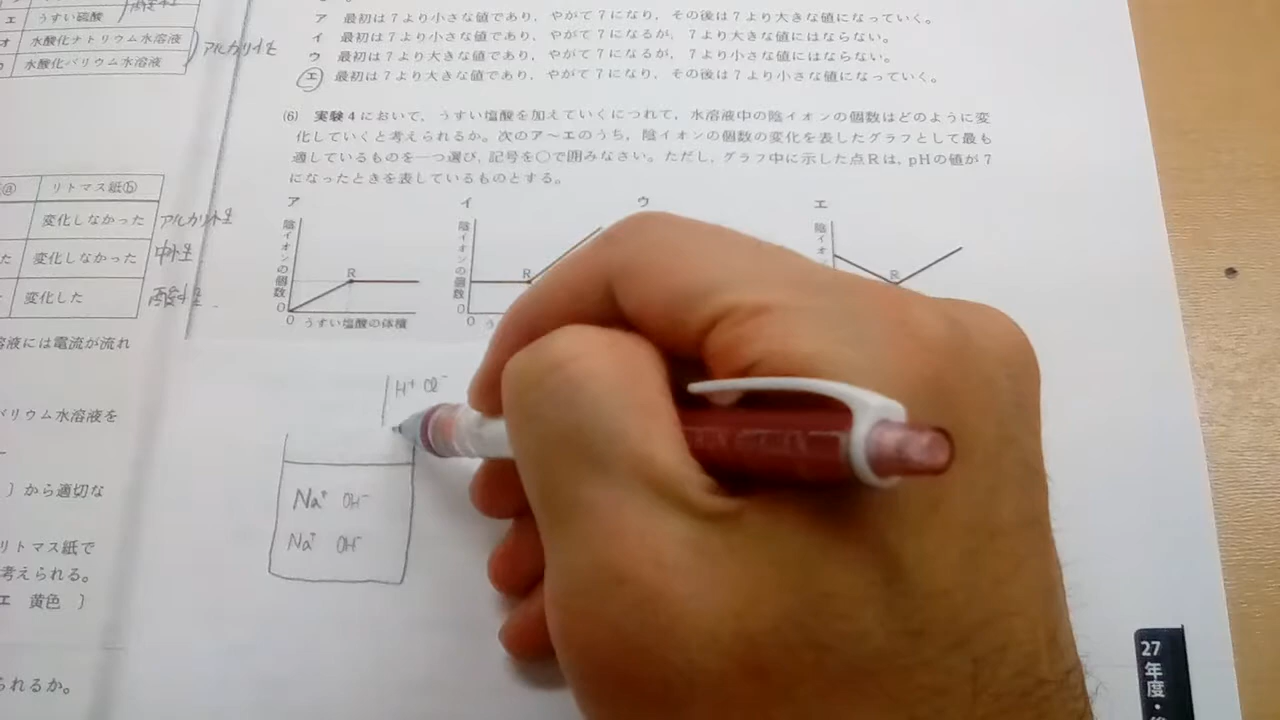 エ うすい硫酸
オ 水酸化ナトリウム水溶液
水酸化バリウム水溶液
アルカリ性
ⓐ リトマス紙ⓑ
変化しなかった アルカリ性
た 変化しなかった 中性
変化した 酸性
溶液には電流が流れ
バリウム水溶液を
〕から適切な
リトマス紙で
考えられる。
エ 黄色 〕
られるか。
ア 最初は7より小さな値であり，やがて7になり，その後は7より大きな値になっていく。
イ 最初は7より小さな値であり，やがて7になるが，7より大きな値にはならない。
ウ 最初は7より大きな値であり，やがて7になるが，7より小さな値にはならない。
エ 最初は7より大きな値であり，やがて7になり，その後は7より小さな値になっていく。
(6) 実験4において，うすい塩酸を加えていくにつれて，水溶液中の陰イオンの個数はどのように変
化していくと考えられるか。次のア～エのうち，陰イオンの個数の変化を表したグラフとして最も
適しているものを一つ選び，記号を○で囲みなさい。ただし，グラフ中に示した点Rは，pHの値が7
になったときを表しているものとする。
ア イ ウ エ
陰イオンの個数
R
0
0 うすい塩酸の体積
陰イオンの個数
R
0
0 う
陰イオ
R
H⁺ Cl⁻
Na⁺ OH⁻
Na⁺ OH⁻
27年度・